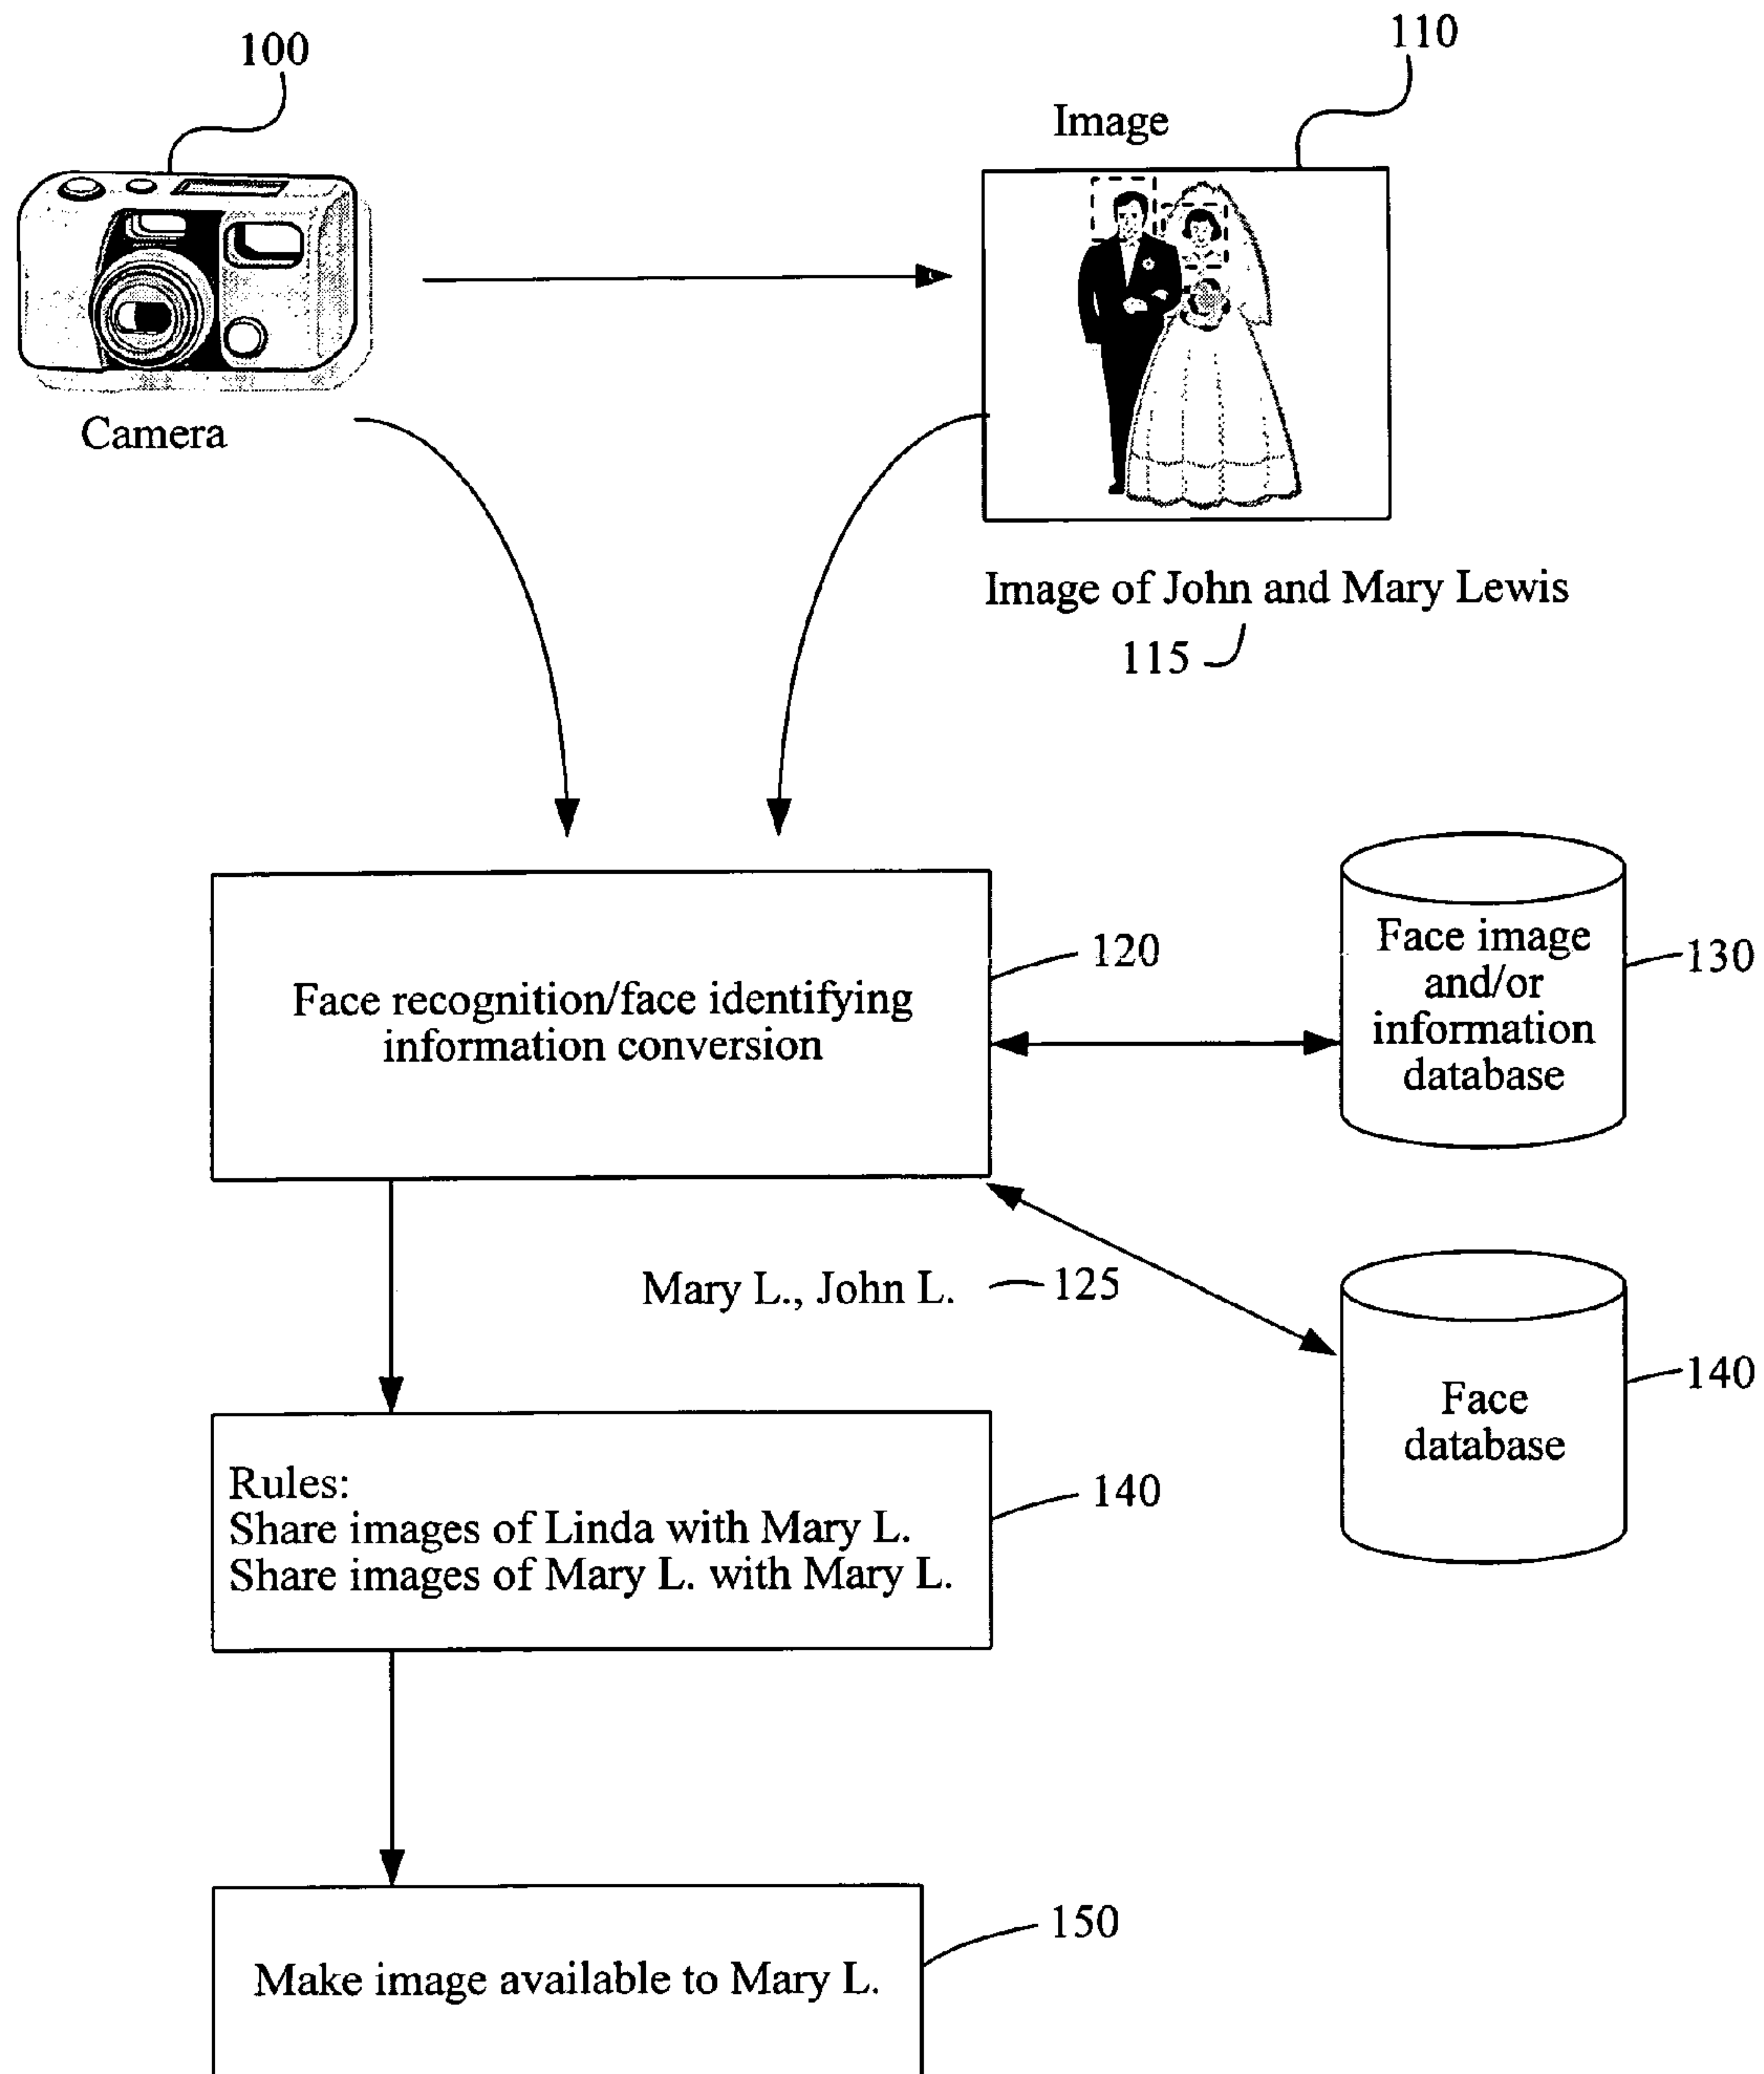 100
110
Image
Camera
Image of John and Mary Lewis
115
Face recognition/face identifying
information conversion
120
Face image
and/or
information
database
130
Mary L., John L.
125
Face
database
140
Rules:
Share images of Linda with Mary L.
Share images of Mary L. with Mary L.
140
Make image available to Mary L.
150